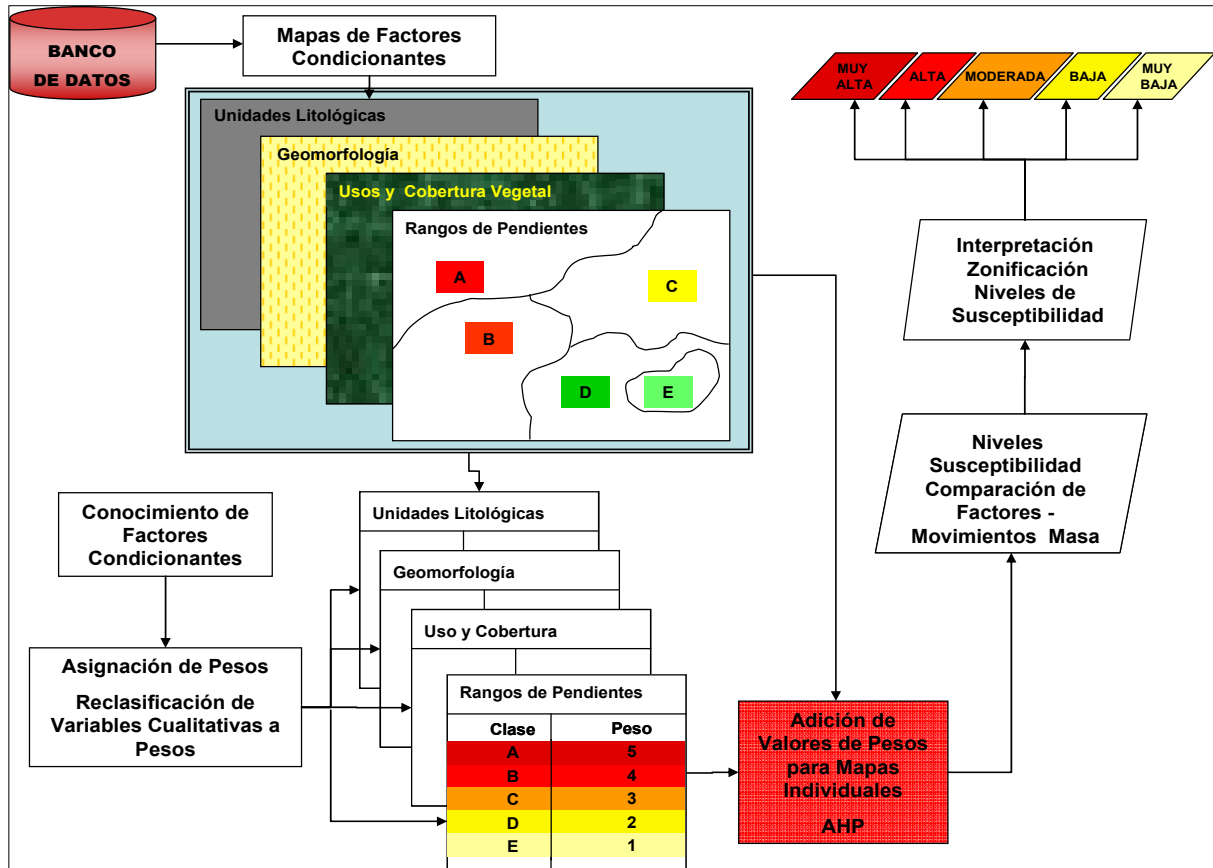 BANCO
DE DATOS
Mapas de Factores
Condicionantes
MUY
ALTA
ALTA
MODERADA
BAJA
MUY
BAJA
Unidades Litológicas
Geomorfología
Usos y Cobertura Vegetal
Rangos de Pendientes
A
C
B
D
E
Interpretación
Zonificación
Niveles de
Susceptibilidad
Niveles
Susceptibilidad
Comparación de
Factores -
Movimientos Masa
Conocimiento de
Factores
Condicionantes
Asignación de Pesos
Reclasificación de
Variables Cualitativas a
Pesos
Unidades Litológicas
Geomorfología
Uso y Cobertura
Rangos de Pendientes
Clase Peso
A 5
B 4
C 3
D 2
E 1
Adición de
Valores de Pesos
para Mapas
Individuales
AHP